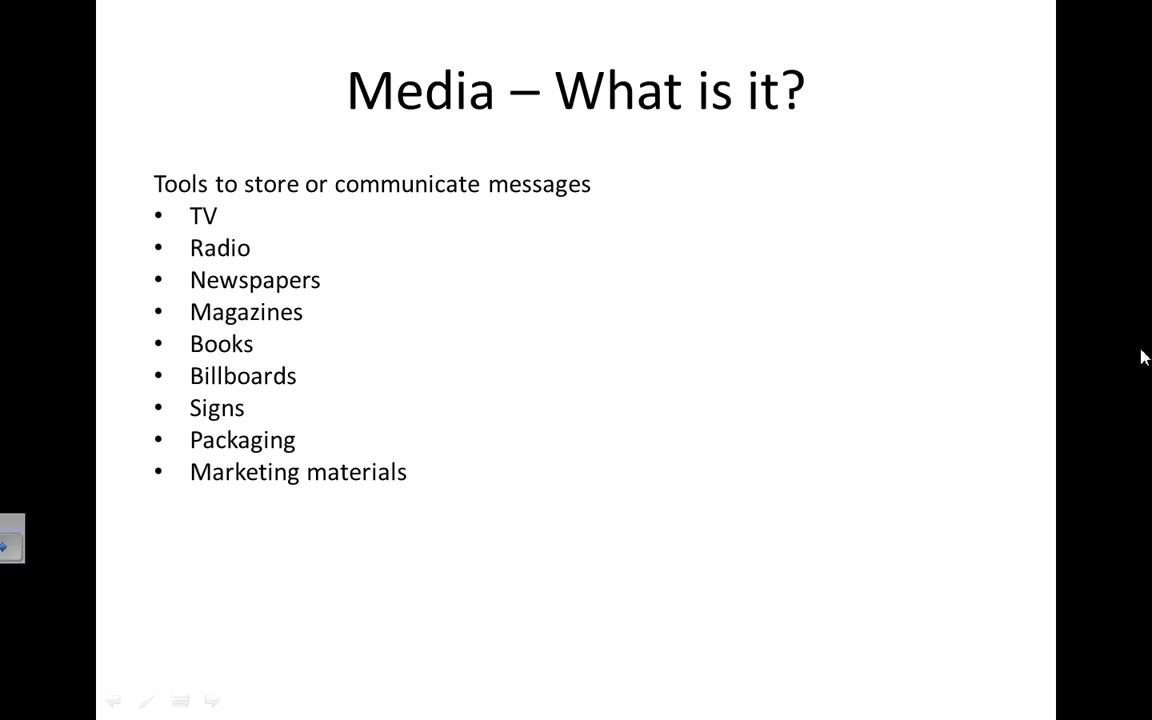 Media – What is it?
Tools to store or communicate messages
• TV
• Radio
• Newspapers
• Magazines
• Books
• Billboards
• Signs
• Packaging
• Marketing materials